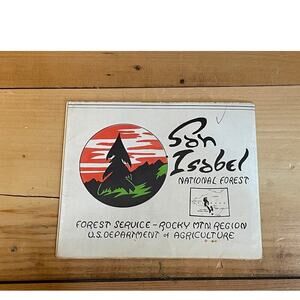 San
Isabel
NATIONAL FOREST
FOREST SERVICE - ROCKY MTN REGION
U.S. DEPARTMENT of AGRICULTURE